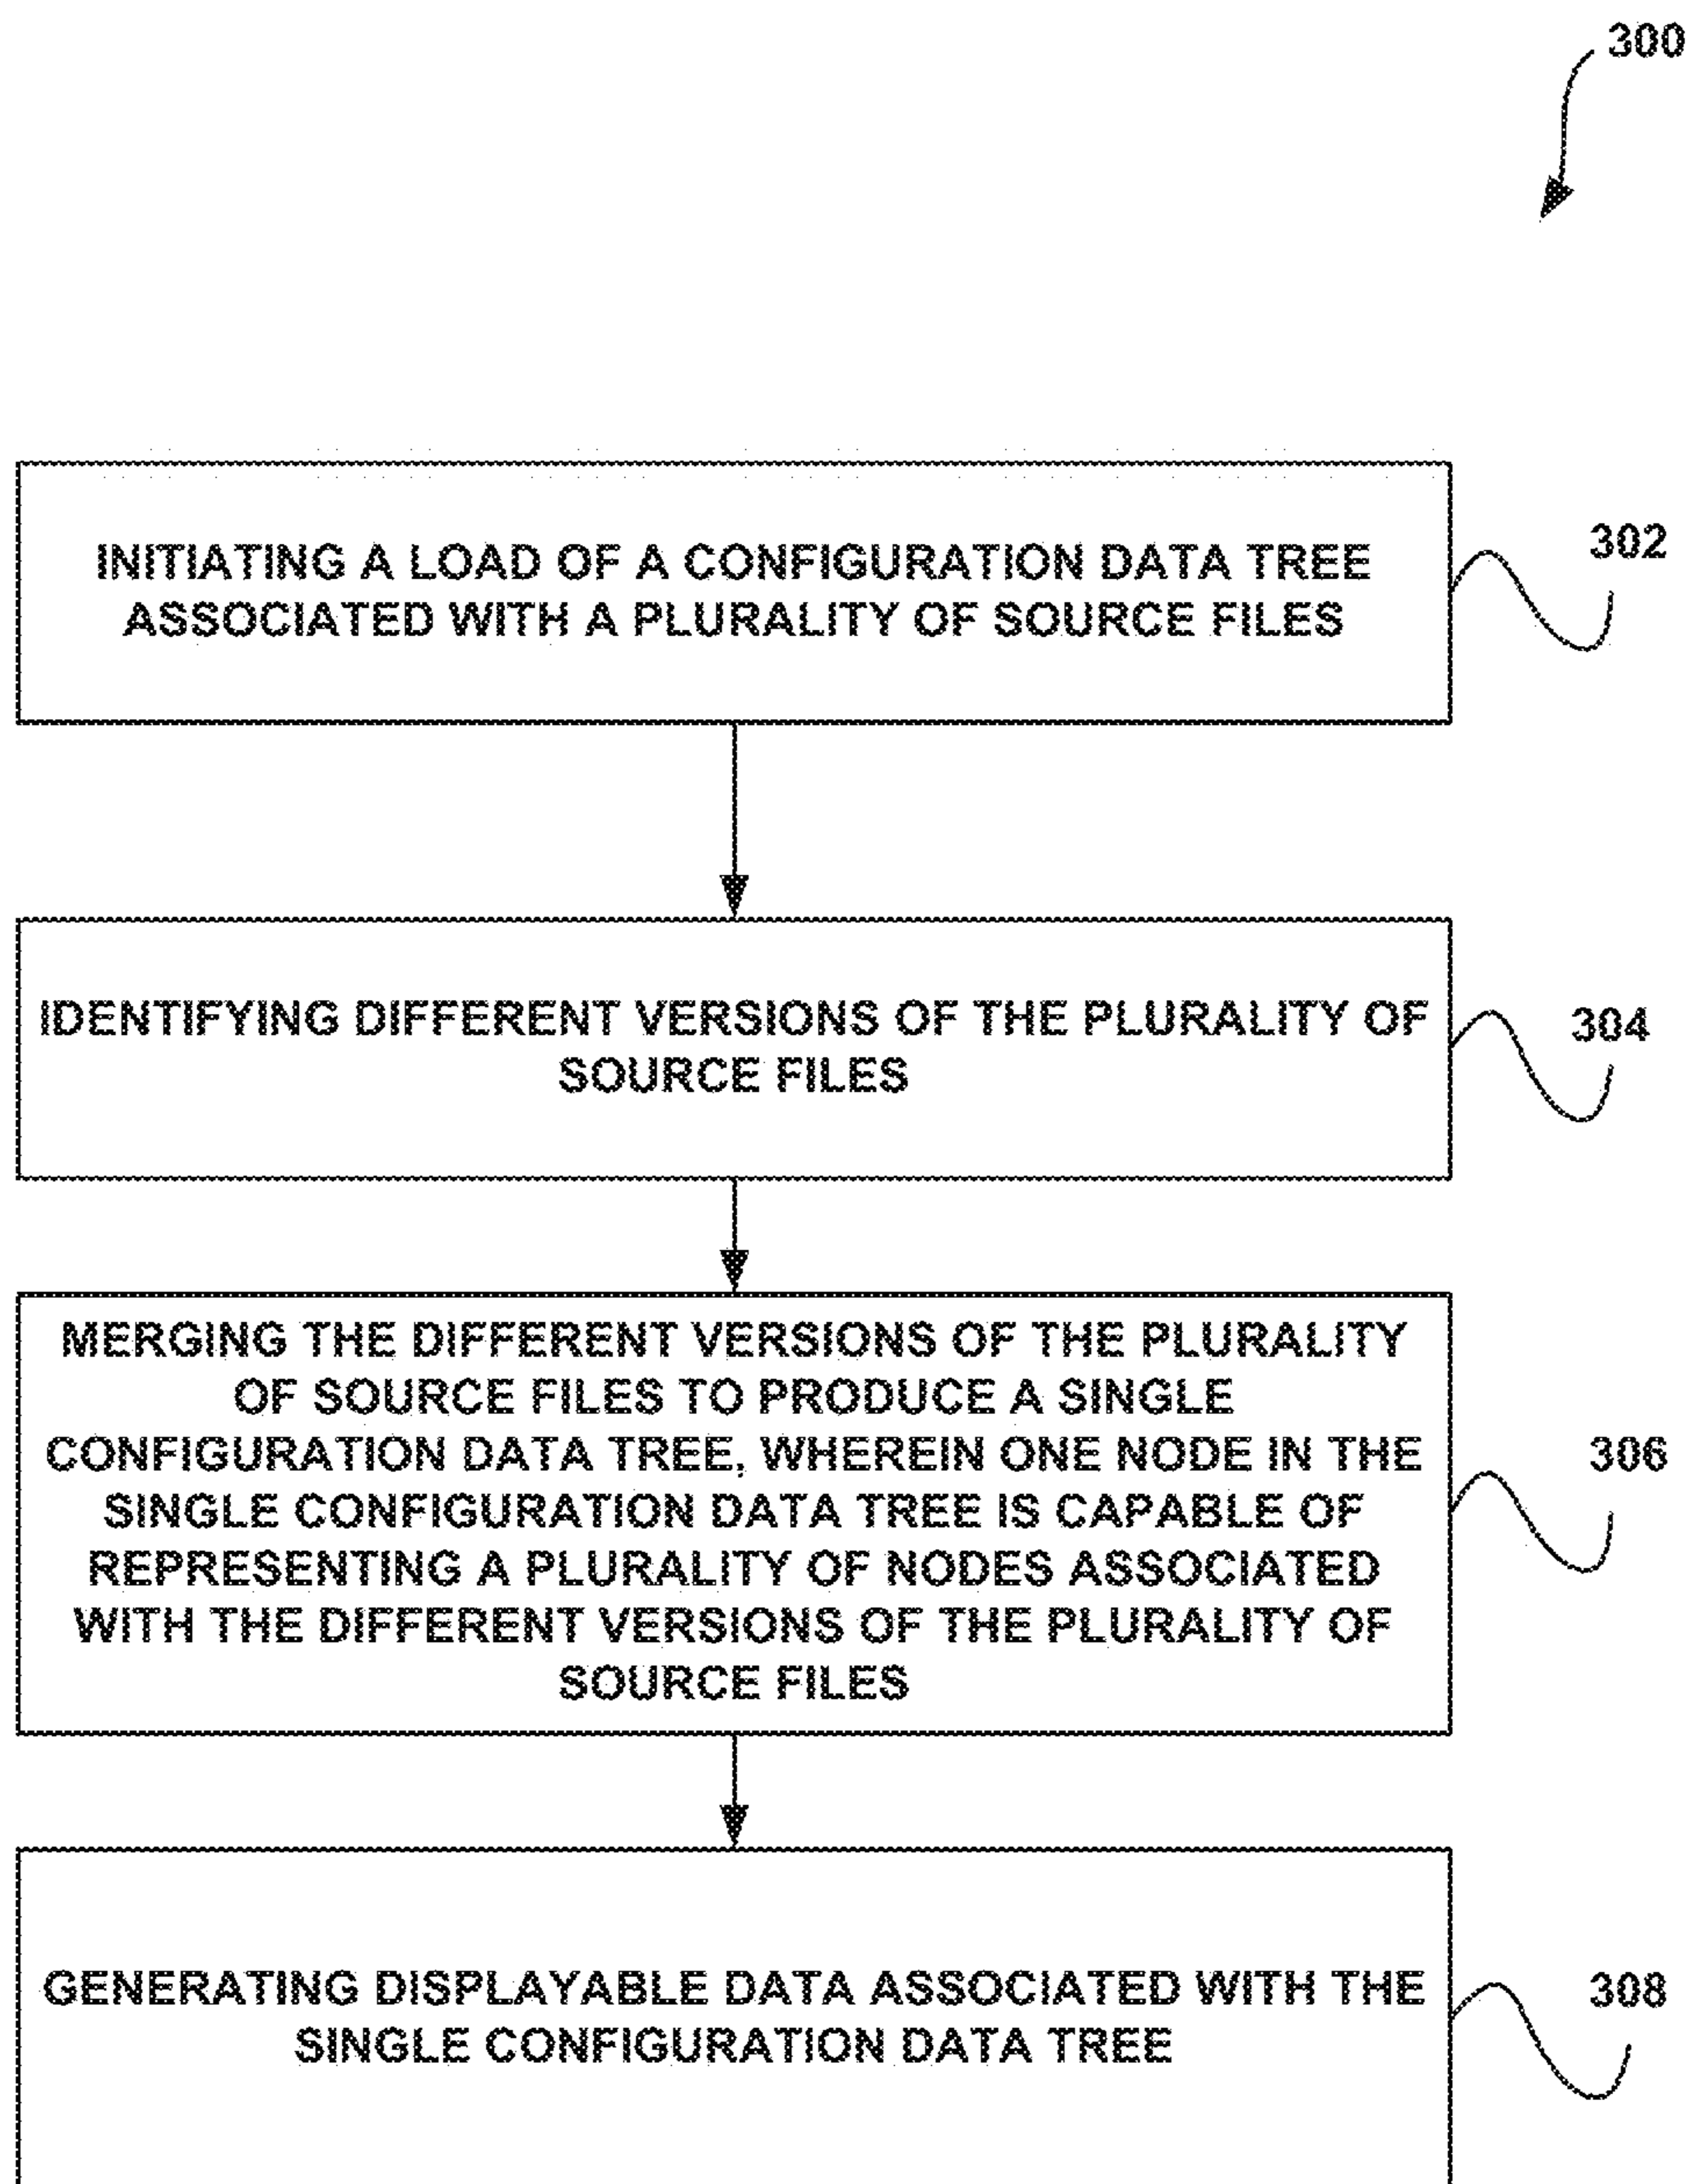 300
INITIATING A LOAD OF A CONFIGURATION DATA TREE
ASSOCIATED WITH A PLURALITY OF SOURCE FILES
302
IDENTIFYING DIFFERENT VERSIONS OF THE PLURALITY OF
SOURCE FILES
304
MERGING THE DIFFERENT VERSIONS OF THE PLURALITY
OF SOURCE FILES TO PRODUCE A SINGLE
CONFIGURATION DATA TREE, WHEREIN ONE NODE IN THE
SINGLE CONFIGURATION DATA TREE IS CAPABLE OF
REPRESENTING A PLURALITY OF NODES ASSOCIATED
WITH THE DIFFERENT VERSIONS OF THE PLURALITY OF
SOURCE FILES
306
GENERATING DISPLAYABLE DATA ASSOCIATED WITH THE
SINGLE CONFIGURATION DATA TREE
308